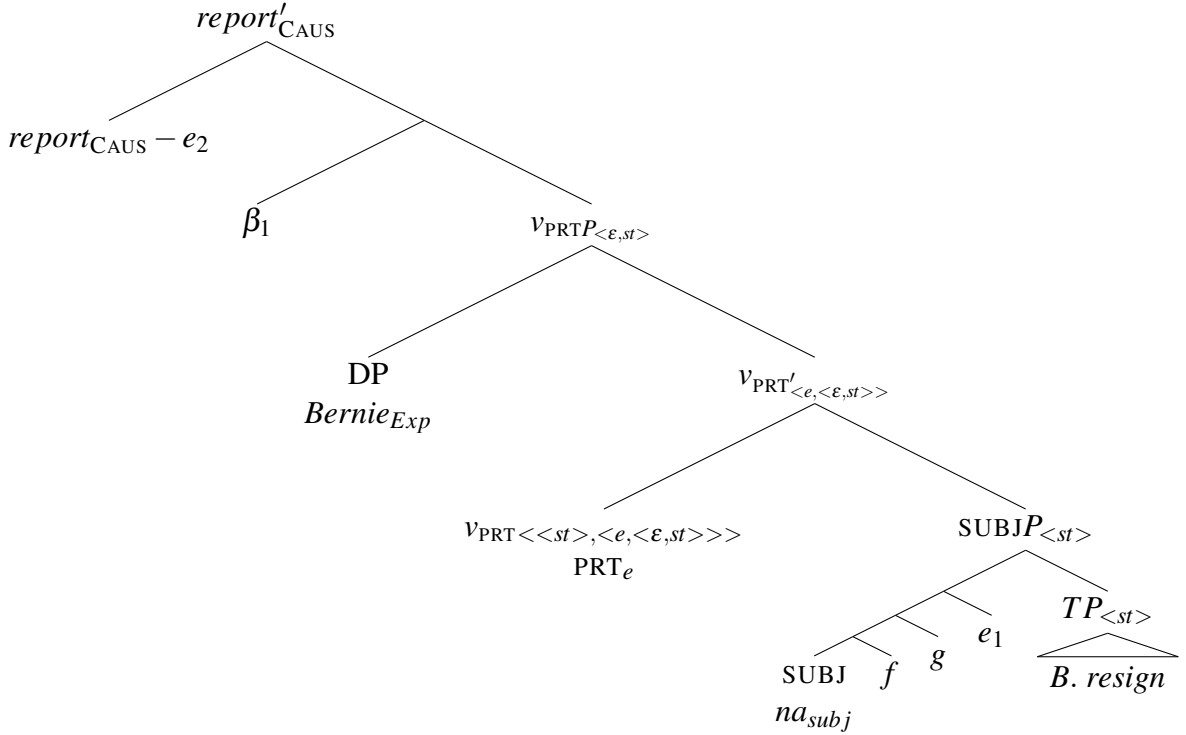 report′CAUS
reportCAUS − e2
β1
vPRTP<ε,st>
DP
BernieExp
vPRT′<e,<ε,st>>
vPRT<<st>,<e,<ε,st>>>
PRTe
SUBJP<st>
TP<st>
e1
g
f
SUBJ
B. resign
nasubj